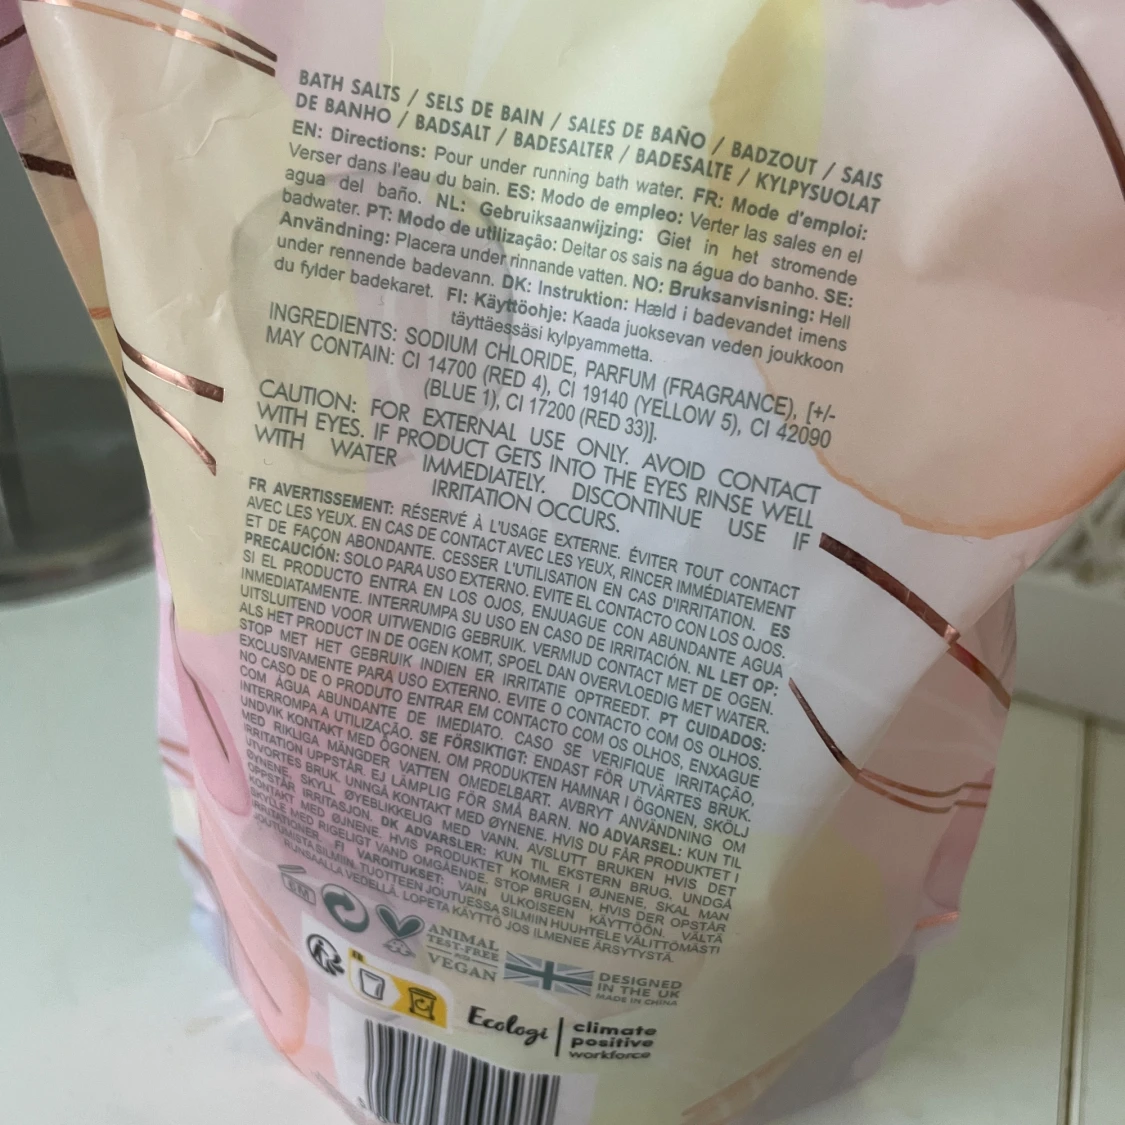 BATH SALTS / SELS DE BAIN / SALES DE BAÑO / BADZOUT / SAIS
DE BANHO / BADSALT / BADESALTER / BADESALTE / KYLPYSUOLAT
EN: Directions: Pour under running bath water. FR: Mode d'emploi:
Verser dans l'eau du bain. ES: Modo de empleo: Verter las sales en el
agua del baño. NL: Gebruiksaanwijzing: Giet in het stromende
badwater. PT: Modo de utilização: Deitar os sais na água do banho. SE:
Användning: Placera under rinnande vatten. NO: Bruksanvisning: Hell
under rennende badevann. DK: Instruktion: Hæld i badevandet imens
du fylder badekaret. FI: Käyttöohje: Kaada juoksevan veden joukkoon
täyttäessäsi kylpyammetta.
INGREDIENTS: SODIUM CHLORIDE, PARFUM (FRAGRANCE), [+/-
MAY CONTAIN: CI 14700 (RED 4), CI 19140 (YELLOW 5), CI 42090
(BLUE 1), CI 17200 (RED 33)].
CAUTION: FOR EXTERNAL USE ONLY. AVOID CONTACT
WITH EYES. IF PRODUCT GETS INTO THE EYES RINSE WELL
WITH WATER IMMEDIATELY. DISCONTINUE USE IF
IRRITATION OCCURS.
FR AVERTISSEMENT: RÉSERVÉ À L'USAGE EXTERNE. ÉVITER TOUT CONTACT
AVEC LES YEUX. EN CAS DE CONTACT AVEC LES YEUX, RINCER IMMÉDIATEMENT
ET DE FAÇON ABONDANTE. CESSER L'UTILISATION EN CAS D'IRRITATION. ES
PRECAUCIÓN: SOLO PARA USO EXTERNO. EVITE EL CONTACTO CON LOS OJOS.
SI EL PRODUCTO ENTRA EN LOS OJOS, ENJUAGUE CON ABUNDANTE AGUA
INMEDIATAMENTE. INTERRUMPA SU USO EN CASO DE IRRITACIÓN. NL LET OP:
UITSLUITEND VOOR UITWENDIG GEBRUIK. VERMIJD CONTACT MET DE OGEN.
ALS HET PRODUCT IN DE OGEN KOMT, SPOEL DAN OVERVLOEDIG MET WATER.
STOP MET HET GEBRUIK INDIEN ER IRRITATIE OPTREEDT. PT CUIDADOS:
EXCLUSIVAMENTE PARA USO EXTERNO. EVITE O CONTACTO COM OS OLHOS.
NO CASO DE O PRODUTO ENTRAR EM CONTACTO COM OS OLHOS, ENXAGUE
COM ÁGUA ABUNDANTE DE IMEDIATO. CASO SE VERIFIQUE IRRITAÇÃO,
INTERROMPA A UTILIZAÇÃO. SE FÖRSIKTIGT: ENDAST FÖR UTVÄRTES BRUK.
UNDVIK KONTAKT MED ÖGONEN. OM PRODUKTEN HAMNAR I ÖGONEN, SKÖLJ
MED RIKLIGA MÄNGDER VATTEN OMEDELBART. AVBRYT ANVÄNDNING OM
IRRITATION UPPSTÅR. EJ LÄMPLIG FÖR SMÅ BARN. NO ADVARSEL: KUN TIL
UTVORTES BRUK. UNNGÅ KONTAKT MED ØYNENE. HVIS DU FÅR PRODUKTET I
ØYNENE, SKYLL ØYEBLIKKELIG MED VANN. AVSLUTT BRUKEN HVIS DET
OPPSTÅR IRRITASJON. DK ADVARSLER: KUN TIL EKSTERN BRUG. UNDGÅ
KONTAKT MED ØJNENE. HVIS PRODUKTET KOMMER I ØJNENE, SKAL MAN
SKYLLE MED RIGELIGT VAND OMGÅENDE. STOP BRUGEN, HVIS DER OPSTÅR
IRRITATIONER. FI VAROITUKSET: VAIN ULKOISEEN KÄYTTÖÖN. VÄLTÄ
JOUTUMISTA SILMIIN. TUOTTEEN JOUTUESSA SILMIIN HUUHTELE VÄLITTÖMÄSTI
RUNSAALLA VEDELLÄ. LOPETA KÄYTTÖ JOS ILMENEE ÄRSYTYSTÄ.
ANIMAL
TEST-FREE
VEGAN
DESIGNED
IN THE UK
MADE IN CHINA
FR
Ecologi
climate
positive
workforce